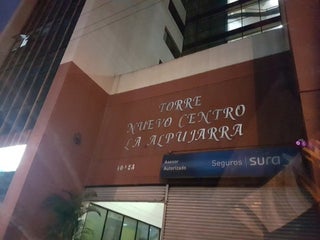 TORRE
NUEVO CENTRO
LA ALPUJARRA
Asesor
Autorizado
Seguros | sura